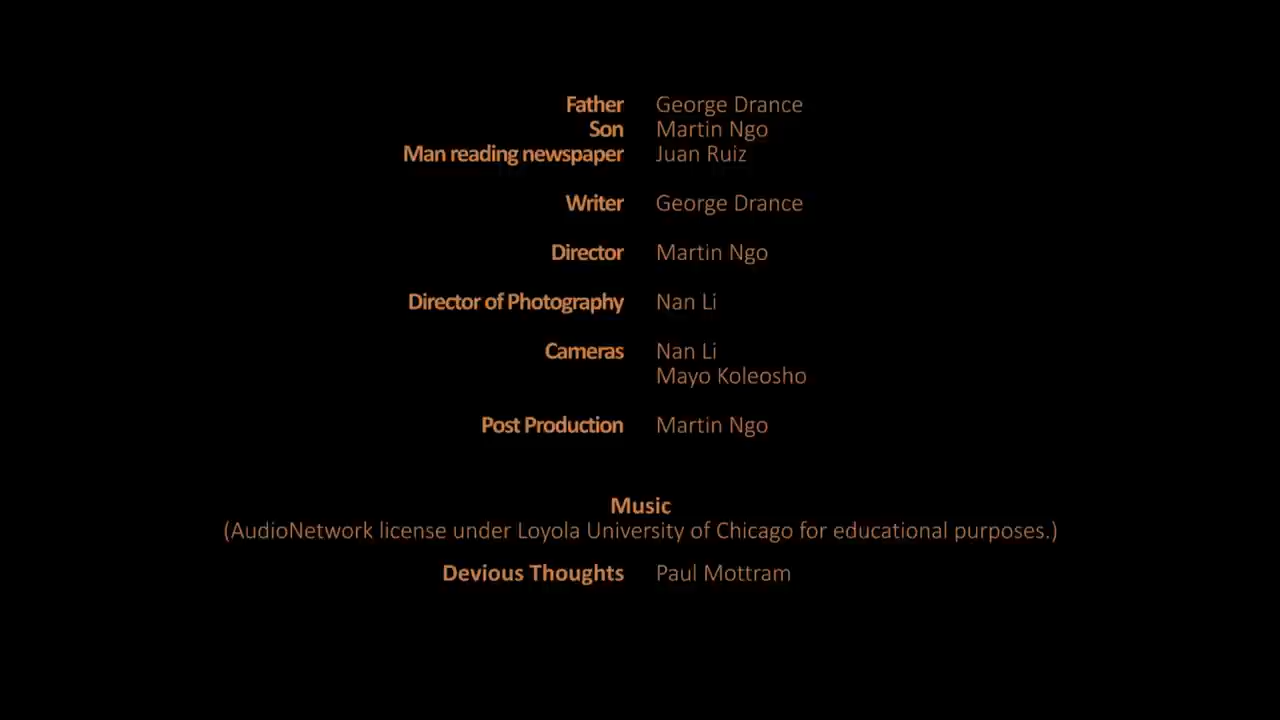 Father George Drance
Son Martin Ngo
Man reading newspaper Juan Ruiz
Writer George Drance
Director Martin Ngo
Director of Photography Nan Li
Cameras Nan Li
Mayo Koleosho
Post Production Martin Ngo
Music
(AudioNetwork license under Loyola University of Chicago for educational purposes.)
Devious Thoughts Paul Mottram